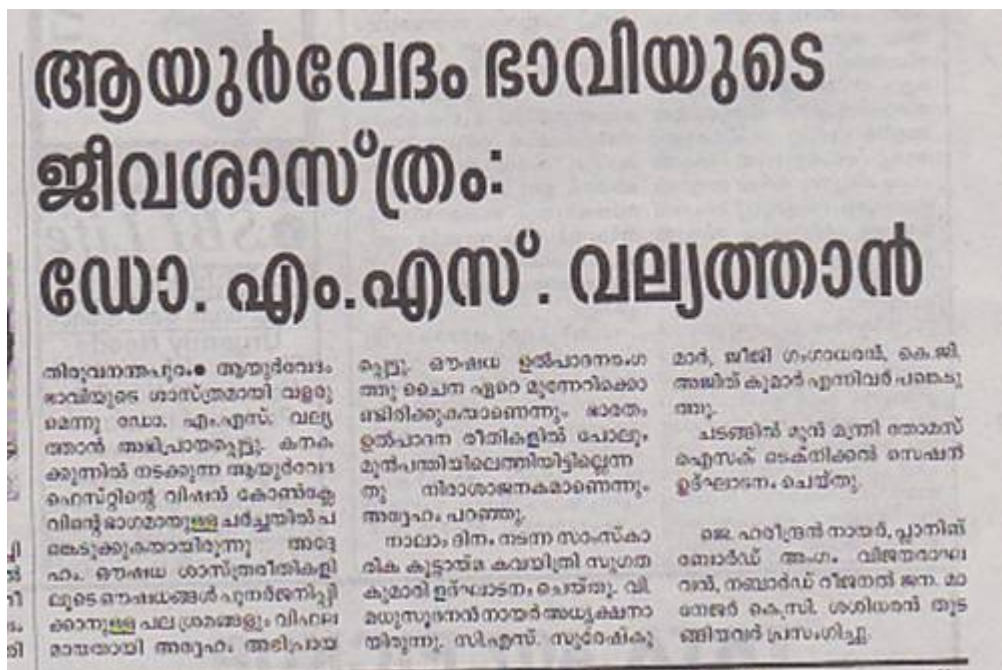 ആയുർവേദം ഭാവിയുടെ
ജീവശാസ്ത്രം:
ഡോ. എം.എസ്. വല്യത്താൻ
തിരുവനന്തപുരം● ആയുർവേദം
ഭാവിയുടെ ശാസ്ത്രമായി വളരു
മെന്നു ഡോ. എം.എസ്. വല്യ
ത്താൻ അഭിപ്രായപ്പെട്ടു. കനക
ക്കുന്നിൽ നടക്കുന്ന ആയുർവേദ
ഫെസ്റ്റിന്റെ വിഷൻ കോൺക്ലേ
വിന്റെ ഭാഗമായുള്ള ചർച്ചയിൽ പ
ങ്കെടുക്കുകയായിരുന്നു അദ്ദേ
ഹം. ഔഷധ ശാസ്ത്രരീതികളി
ലൂടെ ഔഷധങ്ങൾ പുനർജനിപ്പി
ക്കാനുള്ള പല ശ്രമങ്ങളും വിഫല
മായതായി അദ്ദേഹം അഭിപ്രായ
പ്പെട്ടു. ഔഷധ ഉൽപാദനരംഗ
ത്തു ചൈന ഏറെ മുന്നേറിക്കൊ
ണ്ടിരിക്കുകയാണെന്നും ഭാരതം
ഉൽപാദന രീതികളിൽ പോലും
മുൻപന്തിയിലെത്തിയിട്ടില്ലെന്ന
തു നിരാശാജനകമാണെന്നും
അദ്ദേഹം പറഞ്ഞു.
നാലാം ദിനം നടന്ന സാംസ്കാ
രിക കൂട്ടായ്മ കവയിത്രി സുഗത
കുമാരി ഉദ്ഘാടനം ചെയ്തു. വി.
മധുസൂദനൻ നായർ അധ്യക്ഷനാ
യിരുന്നു. സി.എസ്. സുരേഷ്കു
മാർ, ജീജി ഗംഗാധരൻ, കെ.ജി.
അജിത് കുമാർ എന്നിവർ പങ്കെടു
ത്തു.
ചടങ്ങിൽ മുൻ മന്ത്രി തോമസ്
ഐസക് ടെക്നിക്കൽ സെഷൻ
ഉദ്ഘാടനം ചെയ്തു.
ജെ. ഹരീന്ദ്രൻ നായർ, പ്ലാനിങ്
ബോർഡ് അംഗം വിജയരാഘ
വൻ, നബാർഡ് റീജനൽ ജന. മാ
നേജർ കെ.സി. ശശിധരൻ തുട
ങ്ങിയവർ പ്രസംഗിച്ചു.